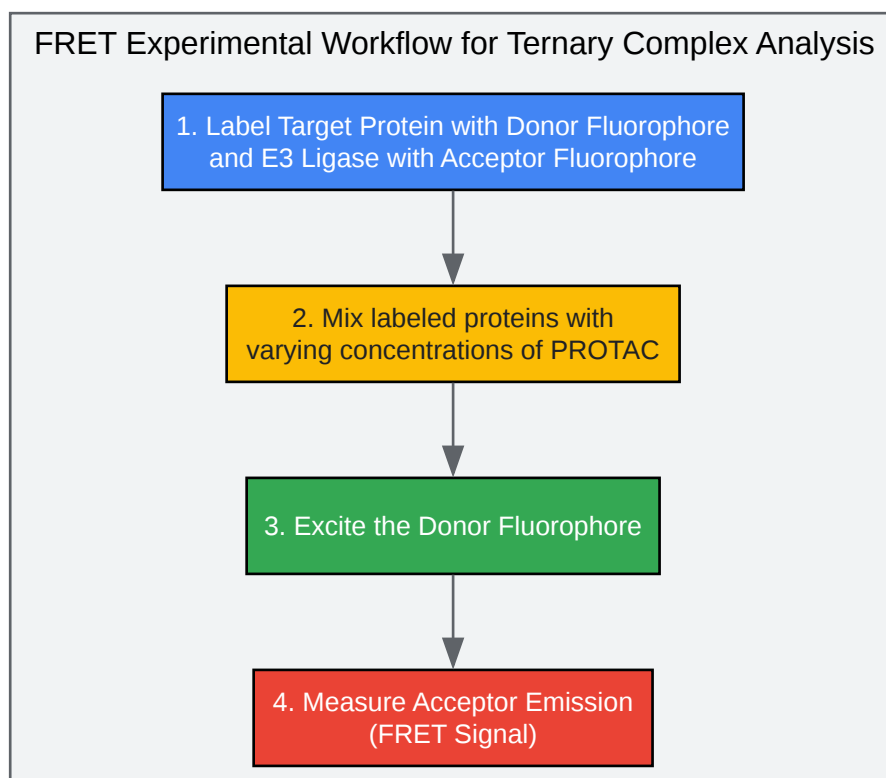 FRET Experimental Workflow for Ternary Complex Analysis
1. Label Target Protein with Donor Fluorophore
and E3 Ligase with Acceptor Fluorophore
2. Mix labeled proteins with
varying concentrations of PROTAC
3. Excite the Donor Fluorophore
4. Measure Acceptor Emission
(FRET Signal)